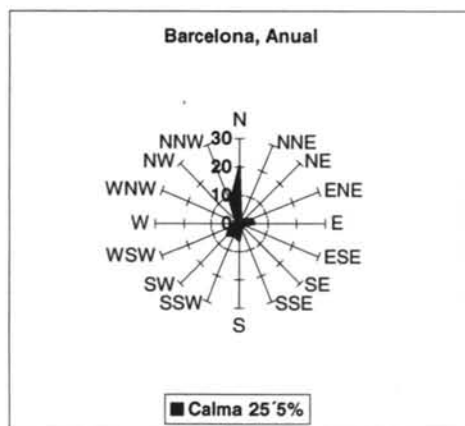 Barcelona, Anual
N
30
NNW NNE
NW 20 NE
WNW 10 ENE
W 0 E
WSW ESE
SW SE
SSW SSE
S
Calma 25´5%